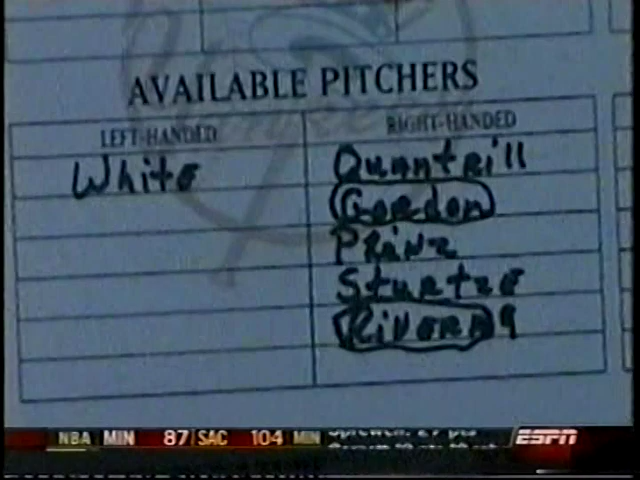 AVAILABLE PITCHERS
LEFT-HANDED RIGHT-HANDED
White Quantrill
Gordon
Prinz
Sturtze
Rivera 9
NBA MIN 87 SAC 104 MIN ESPN